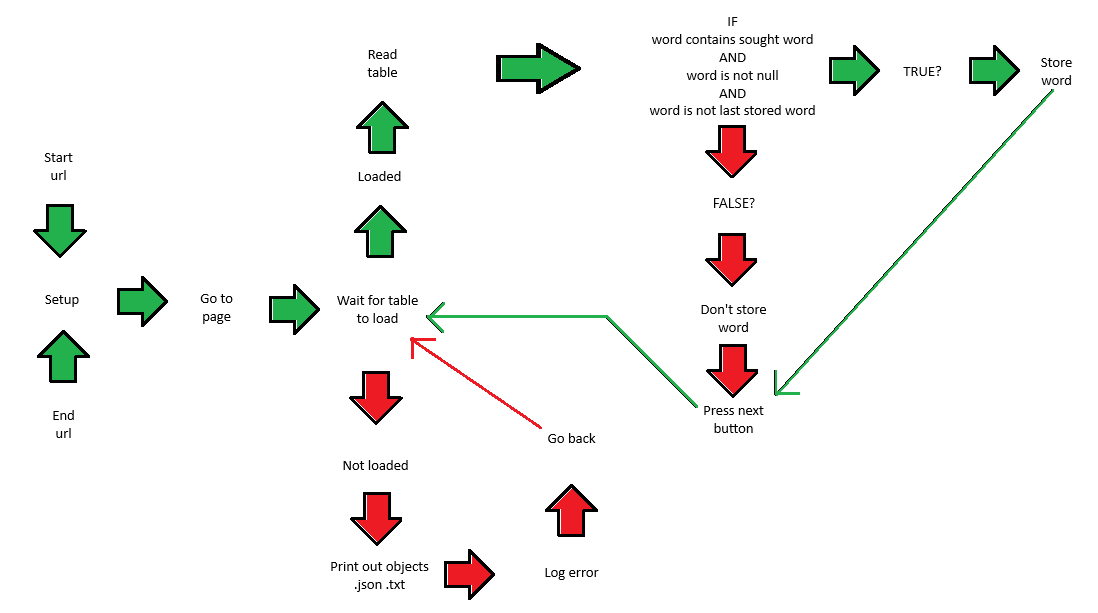 Start
url
Setup
End
url
Go to
page
Wait for table
to load
Loaded
Read
table
IF
word contains sought word
AND
word is not null
AND
word is not last stored word
TRUE?
Store
word
FALSE?
Don't store
word
Press next
button
Not loaded
Print out objects
.json .txt
Log error
Go back